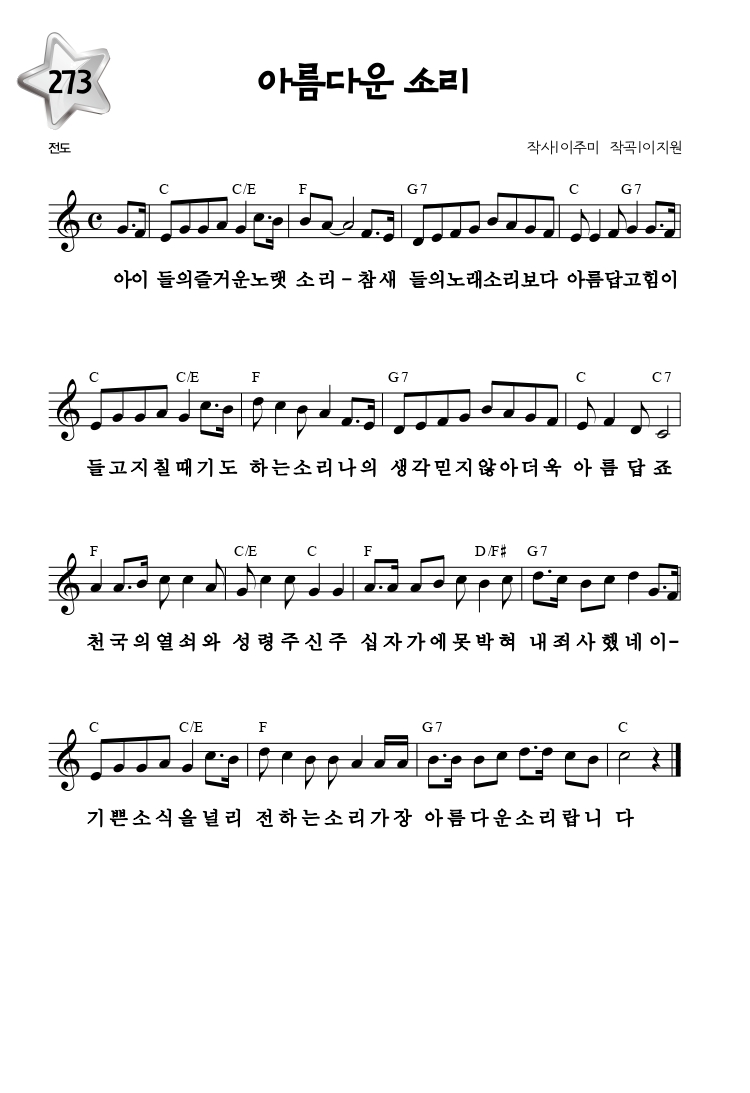 273
아름다운 소리
전도
작사|이주미 작곡|이지원
C C/E F G7 C G7
아이 들의즐거운노랫 소리 - 참새 들의노래소리보다 아름답고힘이
C C/E F G7 C C7
들고지칠때기도 하는소리나의 생각믿지않아더욱 아름답죠
F C/E C F D/F# G7
천국의열쇠와 성령주신주 십자가에못박혀 내죄사했네이-
C C/E F G7 C
기쁜소식을널리 전하는소리가장 아름다운소리랍니 다